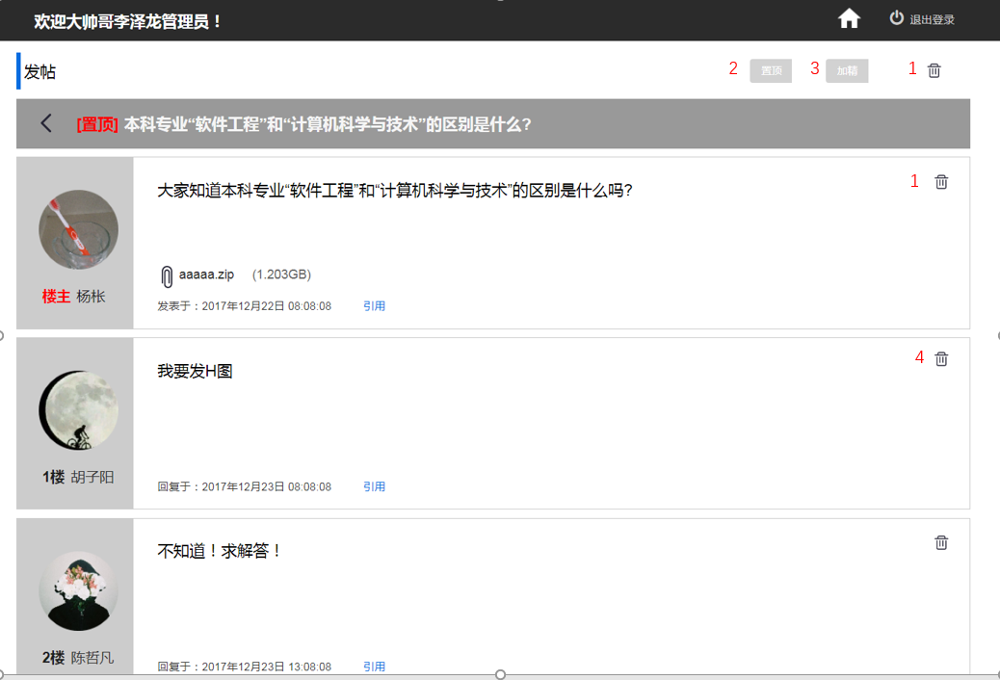 欢迎大帅哥李泽龙管理员！
退出登录
发帖
2 置顶 3 加精 1
[置顶] 本科专业“软件工程”和“计算机科学与技术”的区别是什么？
大家知道本科专业“软件工程”和“计算机科学与技术”的区别是什么吗？
1
aaaaa.zip (1.203GB)
楼主 杨枨
发表于：2017年12月22日 08:08:08 引用
我要发H图
4
1楼 胡子阳
回复于：2017年12月23日 08:08:08 引用
不知道！求解答！
2楼 陈哲凡
回复于：2017年12月23日 13:08:08 引用